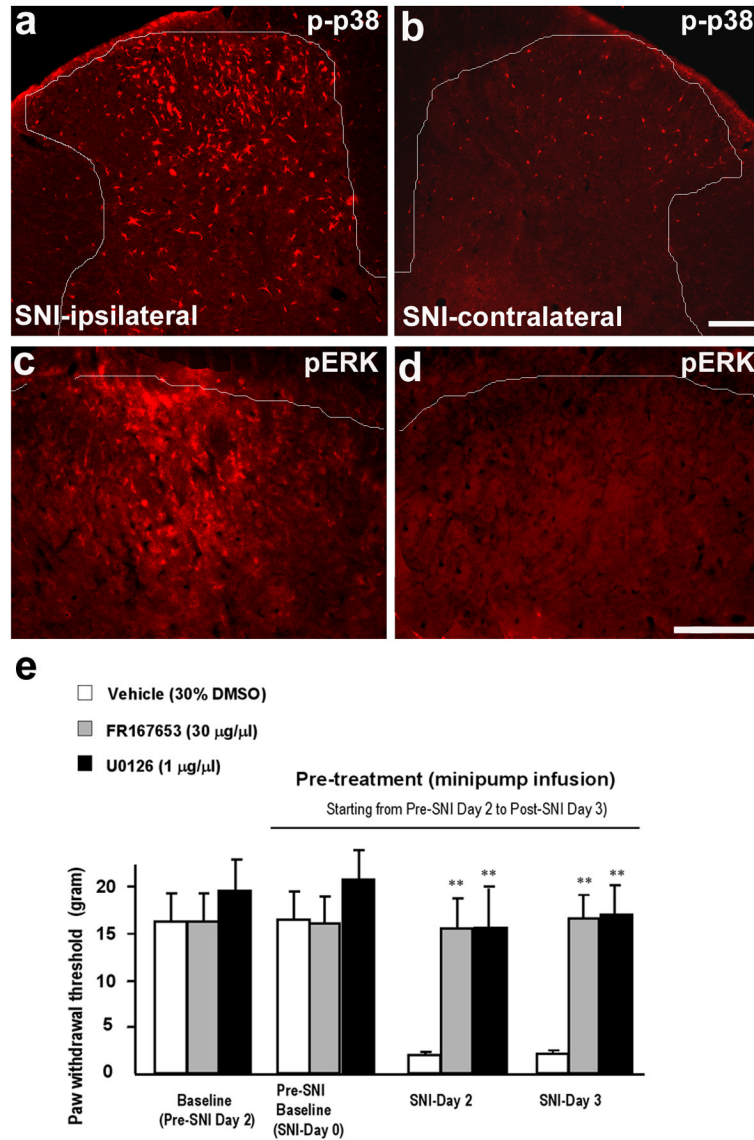 a
p-p38
b
p-p38
SNI-ipsilateral
SNI-contralateral
c
pERK
d
pERK
e
Vehicle (30% DMSO)
FR167653 (30 µg/µl)
U0126 (1 µg/µl)
Pre-treatment (minipump infusion)
Starting from Pre-SNI Day 2 to Post-SNI Day 3)
Paw withdrawal threshold (gram)
20
15
10
5
0
** **
** **
Baseline
(Pre-SNI Day 2)
Pre-SNI
Baseline
(SNI-Day 0)
SNI-Day 2
SNI-Day 3